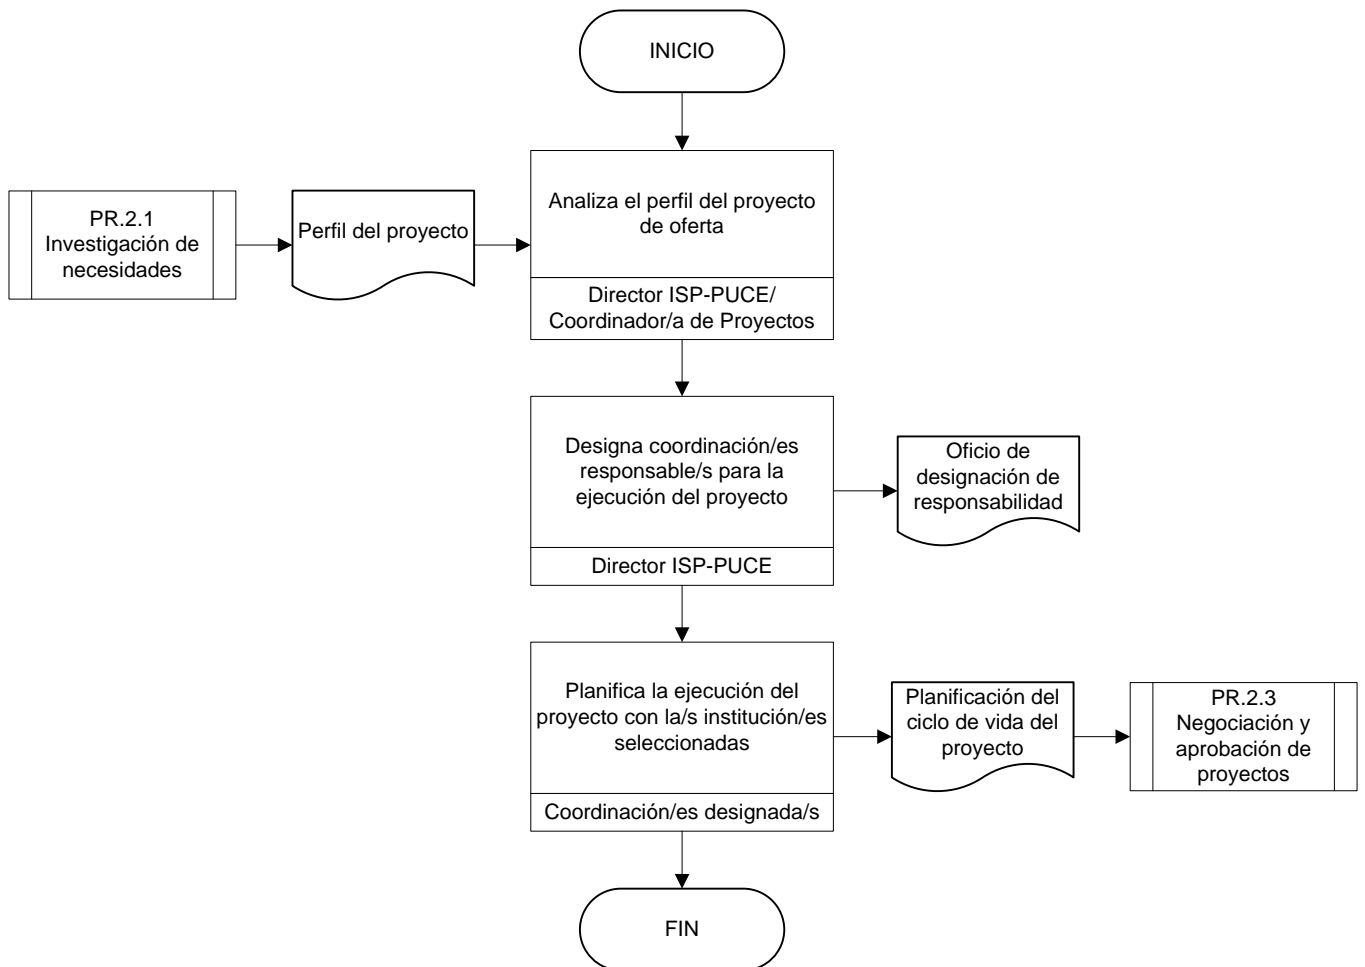 INICIO
PR.2.1
Investigación de
necesidades
Perfil del proyecto
Analiza el perfil del proyecto
de oferta
Director ISP-PUCE/
Coordinador/a de Proyectos
Designa coordinación/es
responsable/s para la
ejecución del proyecto
Director ISP-PUCE
Oficio de
designación de
responsabilidad
Planifica la ejecución del
proyecto con la/s institución/es
seleccionadas
Coordinación/es designada/s
Planificación del
ciclo de vida del
proyecto
PR.2.3
Negociación y
aprobación de
proyectos
FIN